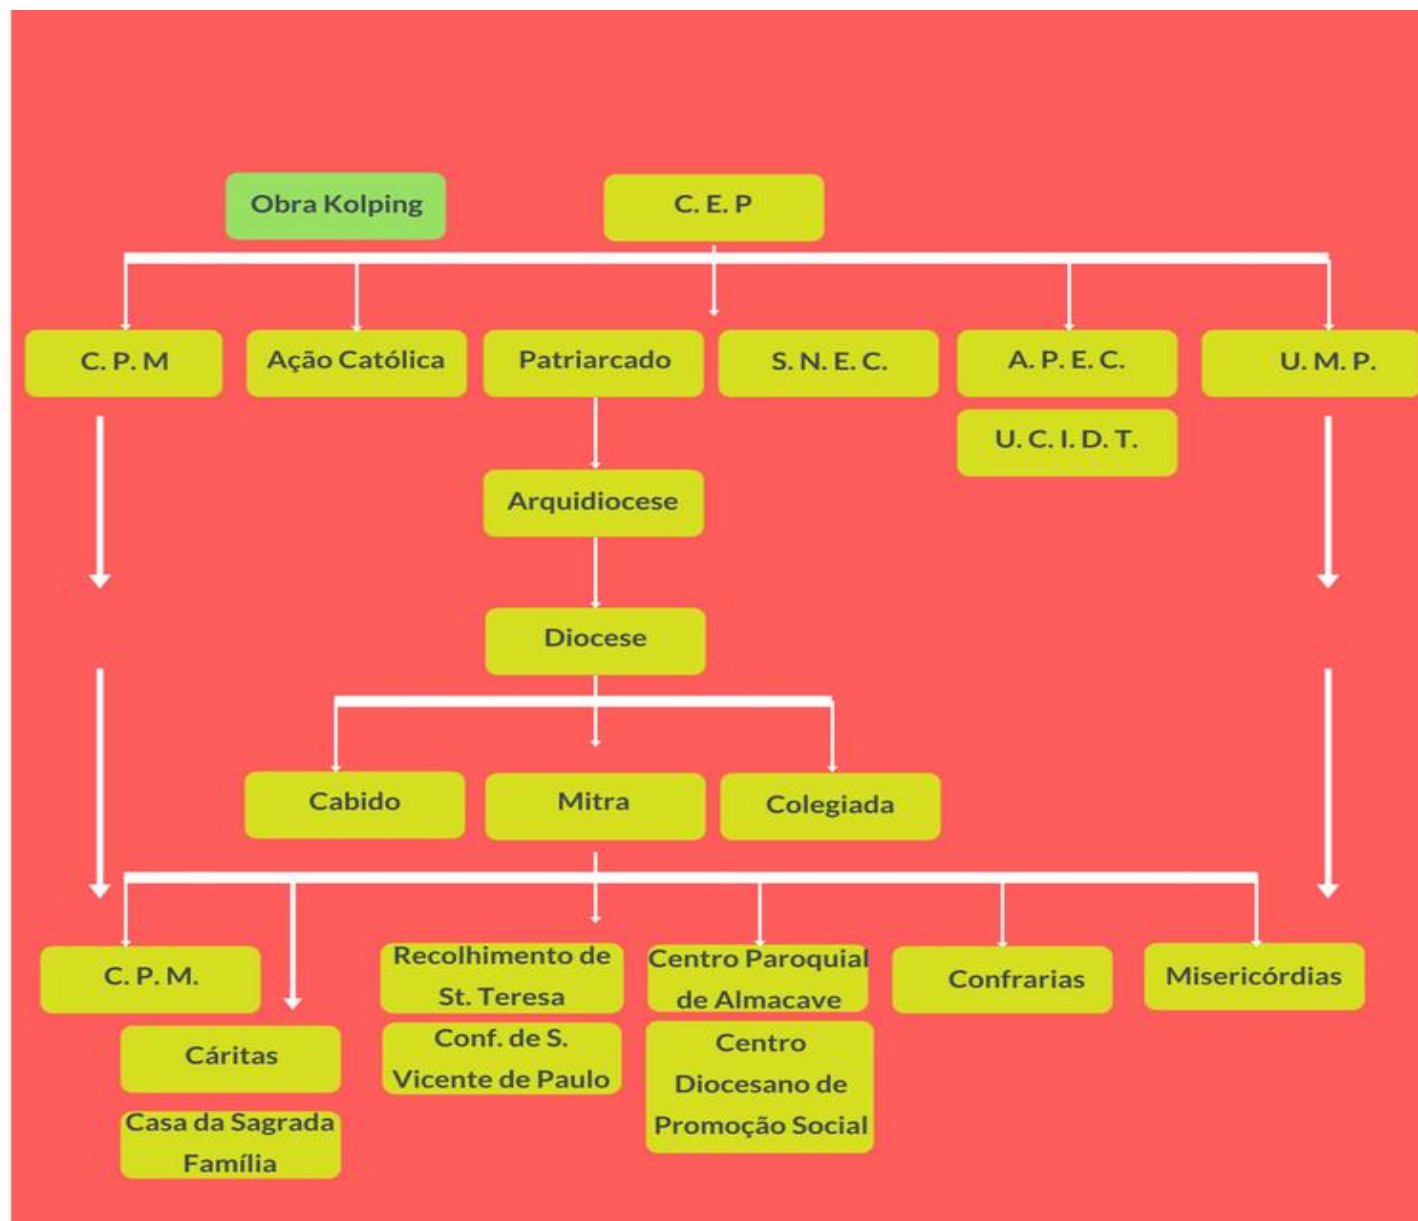 Obra Kolping
C. E. P
C. P. M
Ação Católica
Patriarcado
S. N. E. C.
A. P. E. C.
U. M. P.
U. C. I. D. T.
Arquidiocese
Diocese
Cabido
Mitra
Colegiada
C. P. M.
Recolhimento de
St. Teresa
Centro Paroquial
de Almacave
Confrarias
Misericórdias
Cáritas
Conf. de S.
Vicente de Paulo
Centro
Diocesano de
Promoção Social
Casa da Sagrada
Família